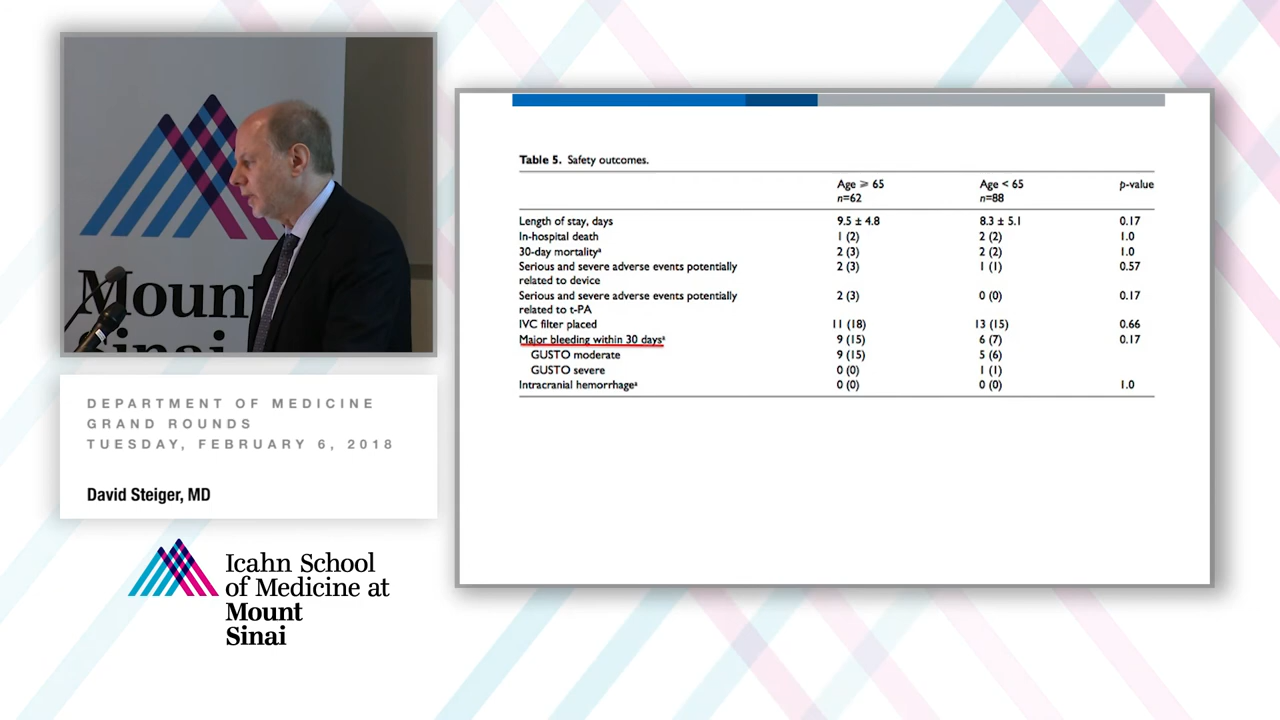 Mount
Sinai
DEPARTMENT OF MEDICINE
GRAND ROUNDS
TUESDAY, FEBRUARY 6, 2018
David Steiger, MD
Icahn School
of Medicine at
Mount
Sinai
Table 5. Safety outcomes.
Age ⩾ 65 Age < 65 p-value
n=62 n=88
Length of stay, days 9.5 ± 4.8 8.3 ± 5.1 0.17
In-hospital death 1 (2) 2 (2) 1.0
30-day mortalityᵃ 2 (3) 2 (2) 1.0
Serious and severe adverse events potentially 2 (3) 1 (1) 0.57
related to device
Serious and severe adverse events potentially 2 (3) 0 (0) 0.17
related to t-PA
IVC filter placed 11 (18) 13 (15) 0.66
Major bleeding within 30 daysᵃ 9 (15) 6 (7) 0.17
GUSTO moderate 9 (15) 5 (6)
GUSTO severe 0 (0) 1 (1)
Intracranial hemorrhageᵃ 0 (0) 0 (0) 1.0